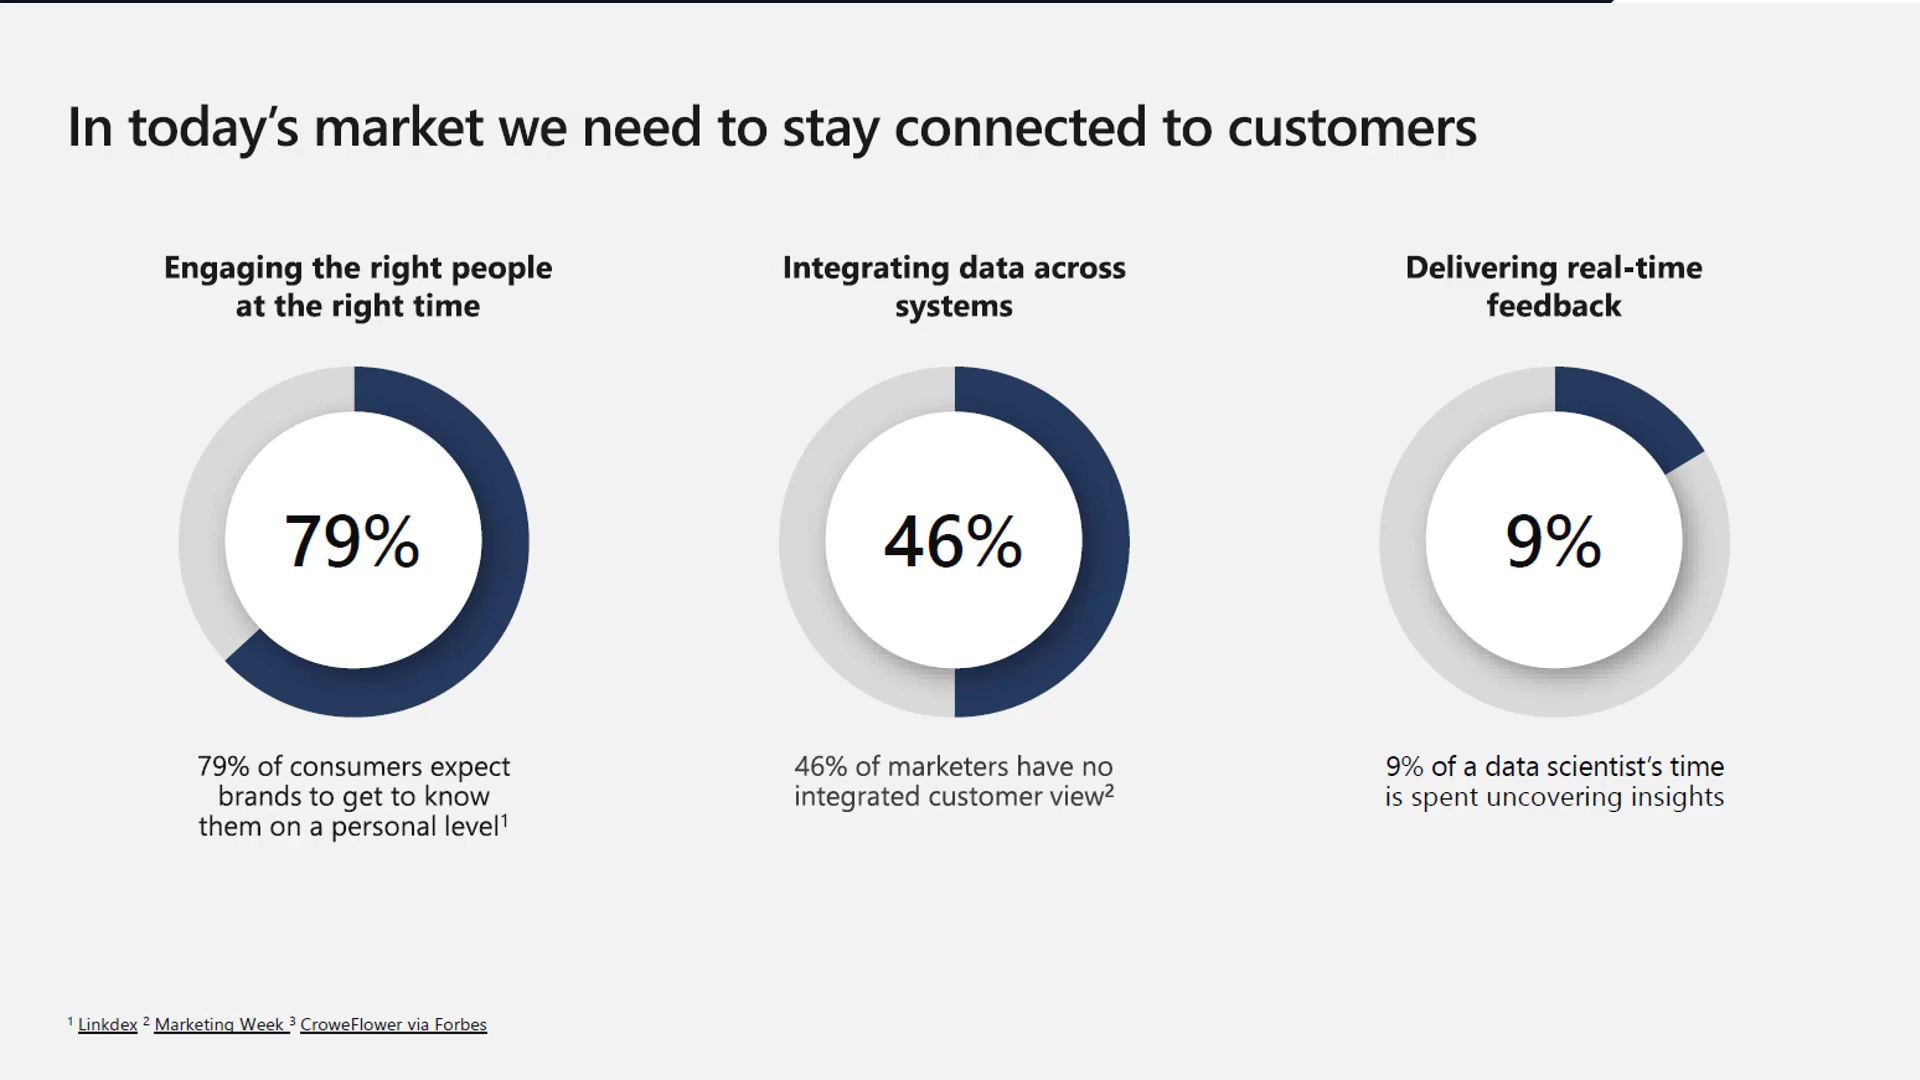 In today’s market we need to stay connected to customers
Engaging the right people
at the right time
Integrating data across
systems
Delivering real-time
feedback
79%
46%
9%
79% of consumers expect
brands to get to know
them on a personal level¹
46% of marketers have no
integrated customer view²
9% of a data scientist’s time
is spent uncovering insights
¹ Linkdex ² Marketing Week ³ CroweFlower via Forbes